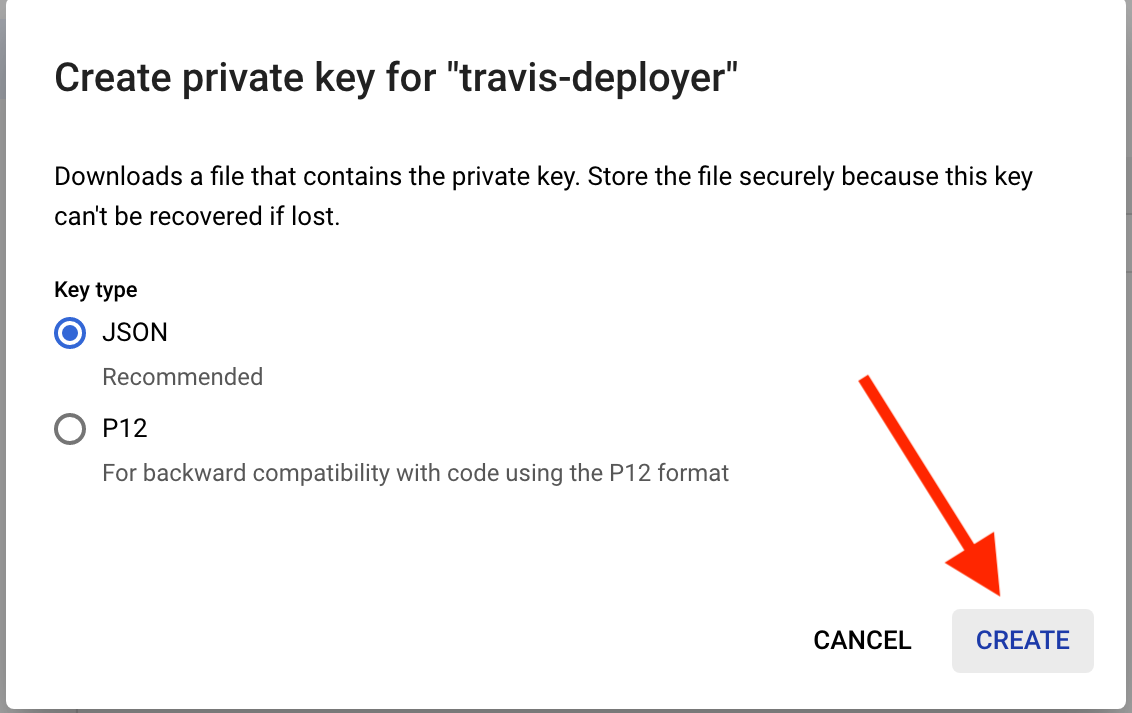 Create private key for "travis-deployer"
Downloads a file that contains the private key. Store the file securely because this key
can't be recovered if lost.
Key type
JSON
Recommended
P12
For backward compatibility with code using the P12 format
CANCEL
CREATE